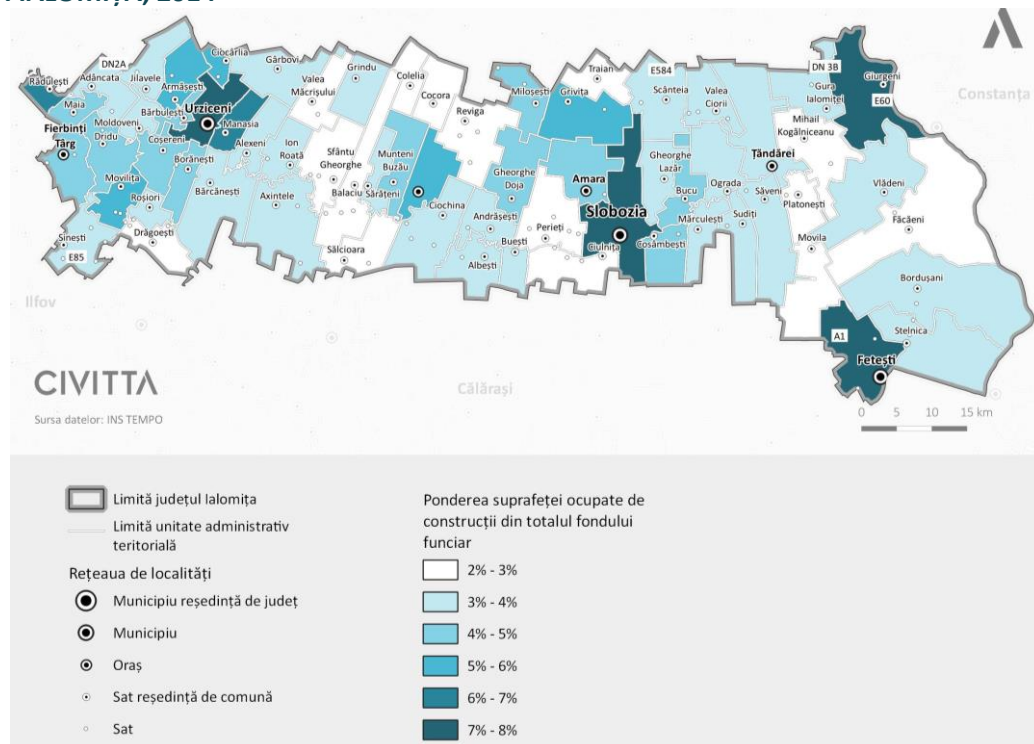 DN2A
Ciocârlia
Rădulești
Adâncata
Jilavele
Gârbovi
Grindu
Colelia
Traian
E584
DN 3B
Giurgeni
Armășești
Valea
Măcrișului
Cocora
Milosești
Grivița
Scânteia
Valea
Ciorii
Gura
Ialomiței
E60
Constanța
Maia
Bărbulești
Urziceni
Reviga
Mihail
Kogălniceanu
Fierbinți
Târg
Moldoveni
Dridu
Manasia
Coșereni
Alexeni
Ion
Roată
Sfântu
Gheorghe
Munteni
Buzău
Gheorghe
Lazăr
Țăndărei
Borănești
Gheorghe
Doja
Amara
Movilița
Bărcănești
Balaciu
Sărățeni
Bucu
Ograda
Săveni
Platonești
Vlădeni
Roșiori
Axintele
Ciochina
Andrășești
Slobozia
Mărculești
Sudiți
Făcăeni
Sinești
Drăgoești
Perieți
Buești
Cosâmbești
Movila
E85
Sălcioara
Albești
Ciulnița
Bordușani
Ilfov
Stelnica
A1
Fetești
CIVITTA
Călărași
Sursa datelor: INS TEMPO
0 5 10 15 km
Limită județul Ialomița
Limită unitate administrativ
teritorială
Rețeaua de localități
Municipiu reședință de județ
Municipiu
Oraș
Sat reședință de comună
Sat
Ponderea suprafeței ocupate de
construcții din totalul fondului
funciar
2% - 3%
3% - 4%
4% - 5%
5% - 6%
6% - 7%
7% - 8%